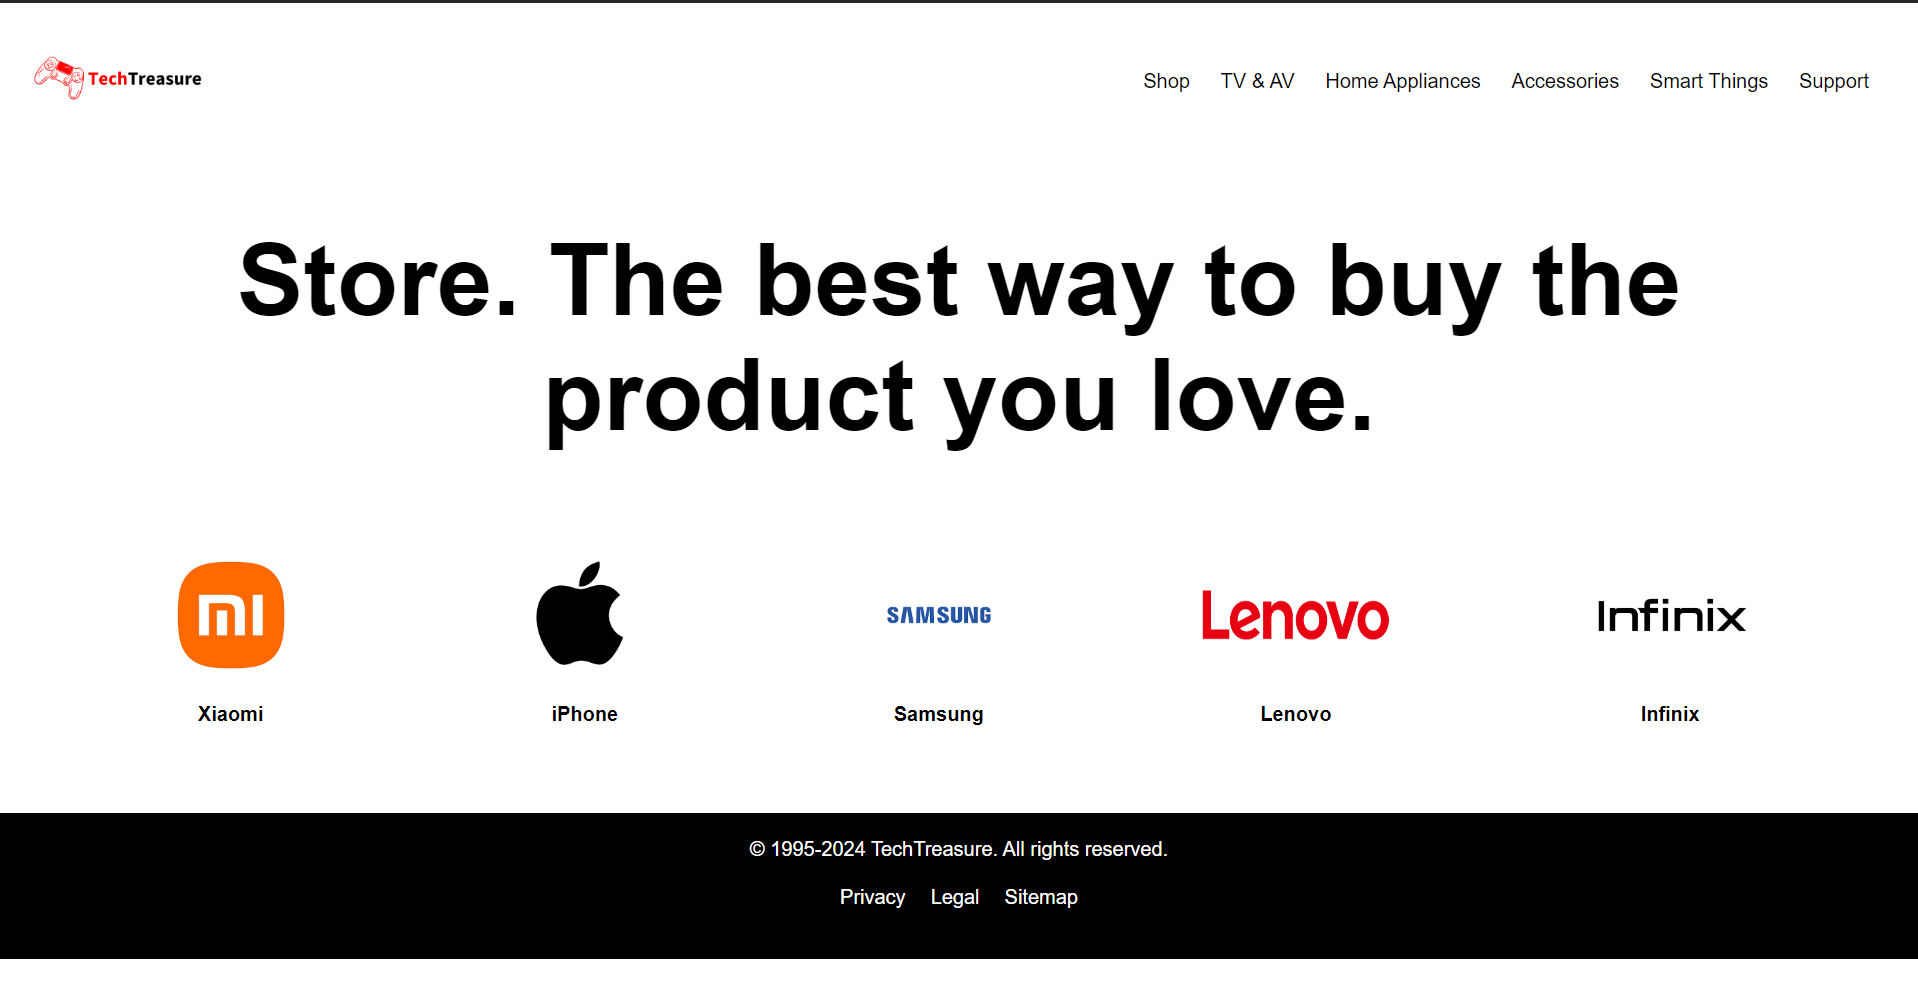 TechTreasure
Shop TV & AV Home Appliances Accessories Smart Things Support
Store. The best way to buy the
product you love.
mi SAMSUNG Lenovo Infinix
Xiaomi iPhone Samsung Lenovo Infinix
© 1995-2024 TechTreasure. All rights reserved.
Privacy Legal Sitemap